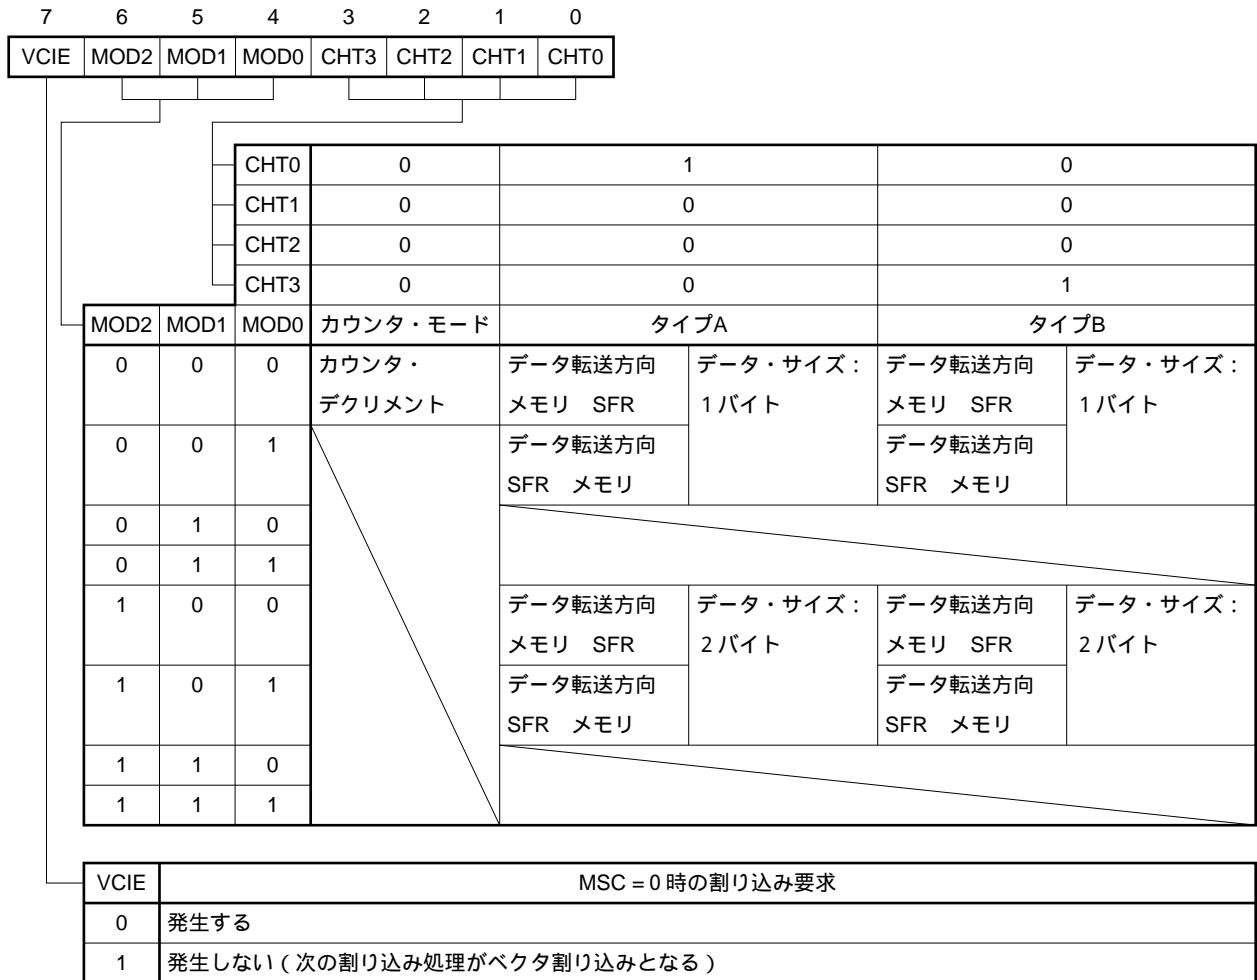 7 6 5 4 3 2 1 0
VCIE MOD2 MOD1 MOD0 CHT3 CHT2 CHT1 CHT0
CHT0 0 1 0
CHT1 0 0 0
CHT2 0 0 0
CHT3 0 0 1
MOD2 MOD1 MOD0 カウンタ・モード タイプA タイプB
0 0 0 カウンタ・ データ転送方向 データ・サイズ: データ転送方向 データ・サイズ:
デクリメント メモリ SFR 1バイト メモリ SFR 1バイト
0 0 1 データ転送方向 データ転送方向
SFR メモリ SFR メモリ
0 1 0
0 1 1
1 0 0 データ転送方向 データ・サイズ: データ転送方向 データ・サイズ:
メモリ SFR 2バイト メモリ SFR 2バイト
1 0 1 データ転送方向 データ転送方向
SFR メモリ SFR メモリ
1 1 0
1 1 1
VCIE MSC=0時の割り込み要求
0 発生する
1 発生しない(次の割り込み処理がベクタ割り込みとなる)